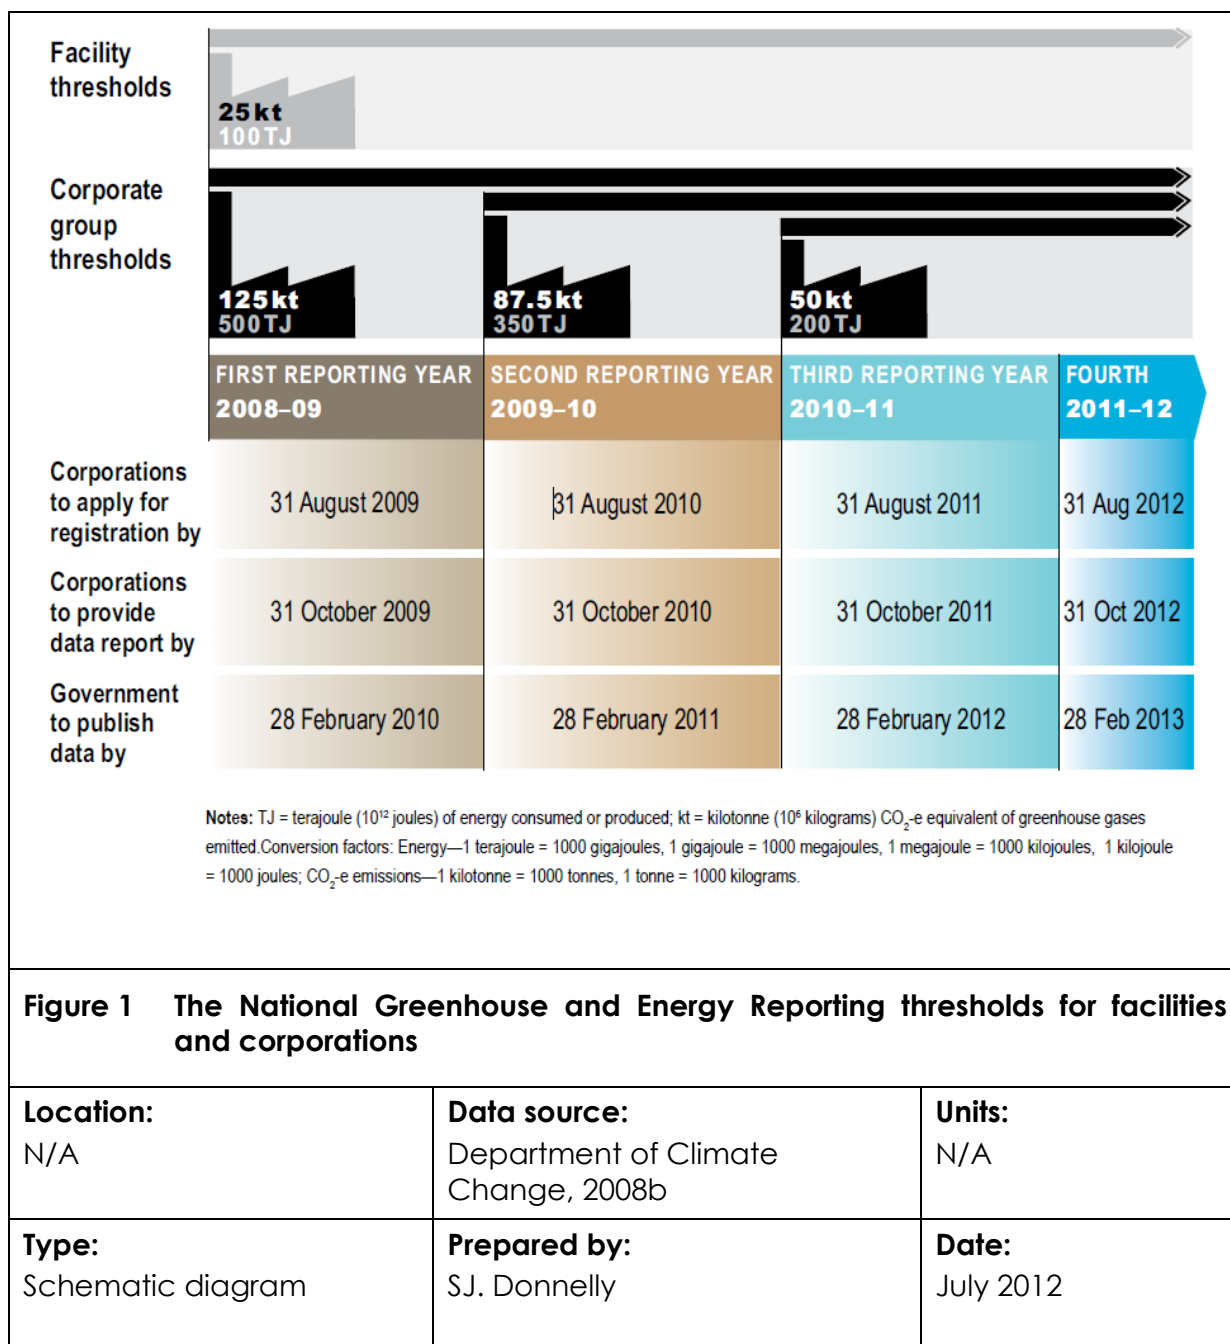 Facility
thresholds
25kt
100TJ
Corporate
group
thresholds
125kt
500TJ
87.5kt
350TJ
50kt
200TJ
FIRST REPORTING YEAR
2008–09
SECOND REPORTING YEAR
2009–10
THIRD REPORTING YEAR
2010–11
FOURTH
2011–12
Corporations
to apply for
registration by
31 August 2009
31 August 2010
31 August 2011
31 Aug 2012
Corporations
to provide
data report by
31 October 2009
31 October 2010
31 October 2011
31 Oct 2012
Government
to publish
data by
28 February 2010
28 February 2011
28 February 2012
28 Feb 2013
Notes: TJ = terajoule (10¹² joules) of energy consumed or produced; kt = kilotonne (10⁶ kilograms) CO₂-e equivalent of greenhouse gases
emitted.Conversion factors: Energy—1 terajoule = 1000 gigajoules, 1 gigajoule = 1000 megajoules, 1 megajoule = 1000 kilojoules, 1 kilojoule
= 1000 joules; CO₂-e emissions—1 kilotonne = 1000 tonnes, 1 tonne = 1000 kilograms.
Figure 1 The National Greenhouse and Energy Reporting thresholds for facilities
and corporations
Location:
N/A
Data source:
Department of Climate
Change, 2008b
Units:
N/A
Type:
Schematic diagram
Prepared by:
SJ. Donnelly
Date:
July 2012